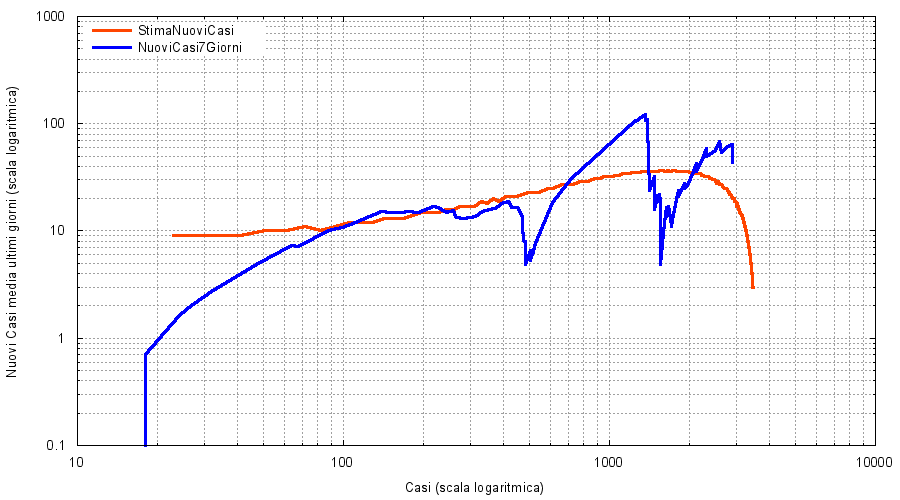 1000
StimaNuoviCasi
NuoviCasi7Giorni
100
10
1
0.1
10
100
1000
10000
Casi (scala logaritmica)
Nuovi Casi media ultimi giorni (scala logaritmica)